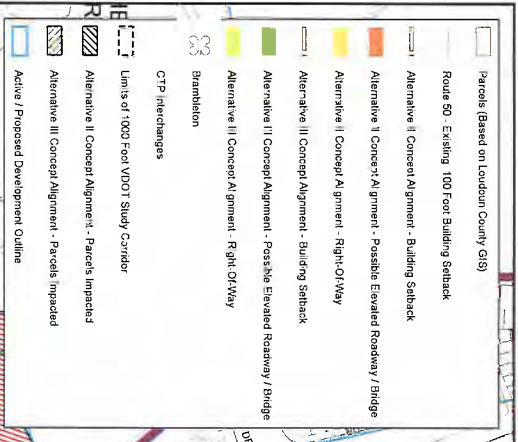 Parcels (Based on Loudoun County GIS)
Route 50 - Existing 100 Foot Building Setback
Alternative II Concept Alignment - Building Setback
Alternative II Concept Alignment - Possible Elevated Roadway / Bridge
Alternative II Concept Alignment - Right-Of-Way
Alternative III Concept Alignment - Building Setback
Alternative III Concept Alignment - Possible Elevated Roadway / Bridge
Alternative III Concept Alignment - Right-Of-Way
Brambleton
CTP Interchanges
Limits of 1000 Foot VDOT Study Corridor
Alternative II Concept Alignment - Parcels Impacted
Alternative III Concept Alignment - Parcels Impacted
Active / Proposed Development Outline